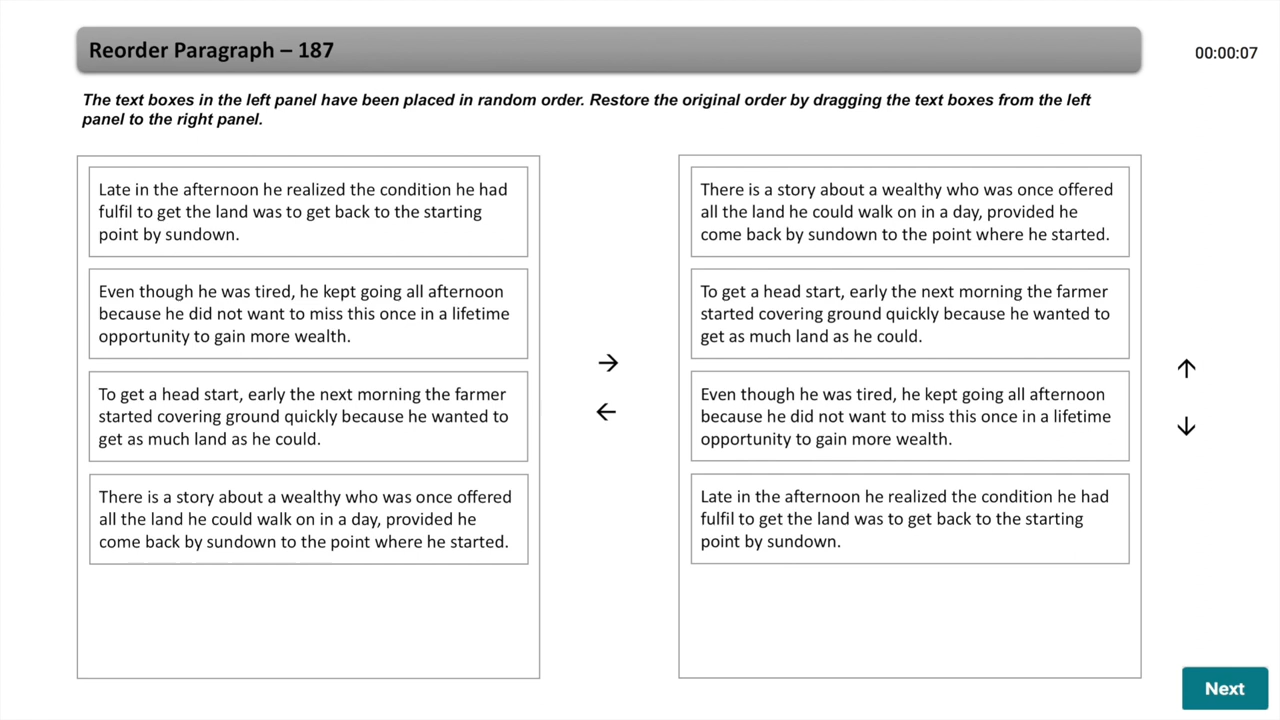 Reorder Paragraph – 187
00:00:07
The text boxes in the left panel have been placed in random order. Restore the original order by dragging the text boxes from the left
panel to the right panel.
Late in the afternoon he realized the condition he had
fulfil to get the land was to get back to the starting
point by sundown.
Even though he was tired, he kept going all afternoon
because he did not want to miss this once in a lifetime
opportunity to gain more wealth.
To get a head start, early the next morning the farmer
started covering ground quickly because he wanted to
get as much land as he could.
There is a story about a wealthy who was once offered
all the land he could walk on in a day, provided he
come back by sundown to the point where he started.
There is a story about a wealthy who was once offered
all the land he could walk on in a day, provided he
come back by sundown to the point where he started.
To get a head start, early the next morning the farmer
started covering ground quickly because he wanted to
get as much land as he could.
Even though he was tired, he kept going all afternoon
because he did not want to miss this once in a lifetime
opportunity to gain more wealth.
Late in the afternoon he realized the condition he had
fulfil to get the land was to get back to the starting
point by sundown.
Next